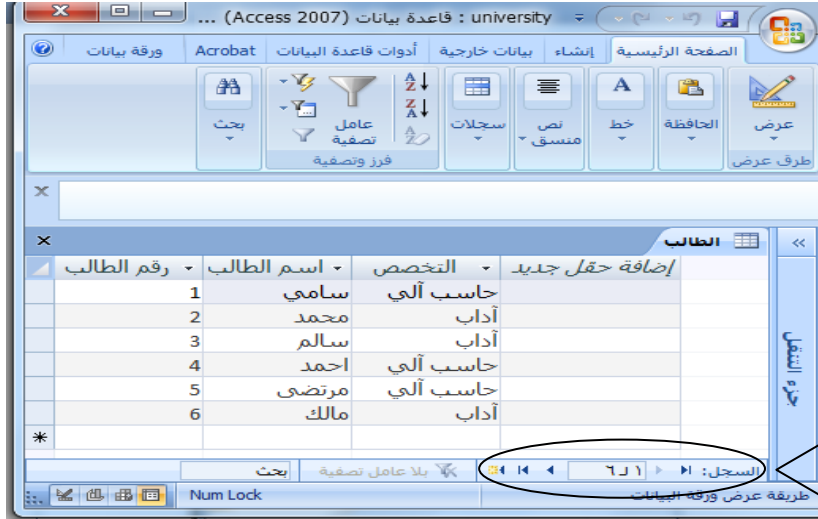 university : قاعدة بيانات (Access 2007) ...
الصفحة الرئيسية إنشاء بيانات خارجية أدوات قاعدة البيانات Acrobat ورقة بيانات
عرض الحافظة خط نص منسق سجلات عامل تصفية بحث
طرق عرض فرز وتصفية
الطالب
رقم الطالب اسم الطالب التخصص إضافة حقل جديد
1 سامي حاسب آلي
2 محمد آداب
3 سالم آداب
4 احمد حاسب آلي
5 مرتضى حاسب آلي
6 مالك آداب
جزء التنقل
السجل: ١ لـ ٦ بلا عامل تصفية بحث
طريقة عرض ورقة البيانات Num Lock